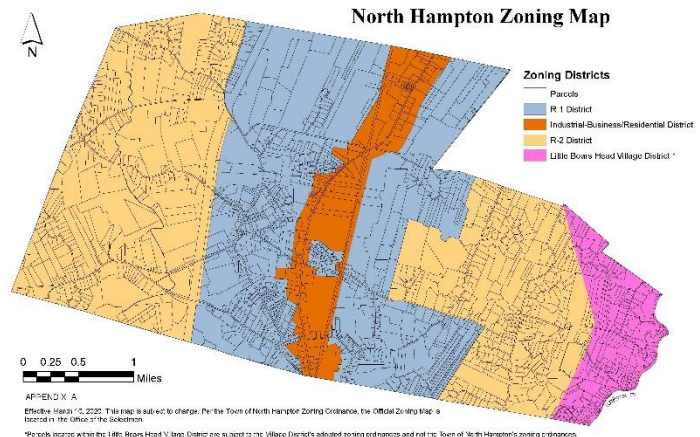 North Hampton Zoning Map
N
Zoning Districts
Parcels
R 1 District
Industrial-Business/Residential District
R-2 District
Little Boars Head Village District *
0 0.25 0.5 1
Miles
APPENDIX A
Effective March 10, 2020. This map is subject to change. Per the Town of North Hampton Zoning Ordinance, the Official Zoning Map is
located in the Office of the Selectmen.
*Parcels located within the Little Boars Head Village District are subject to the Village District's adopted zoning ordinances and not the Town of North Hampton's zoning ordinances.